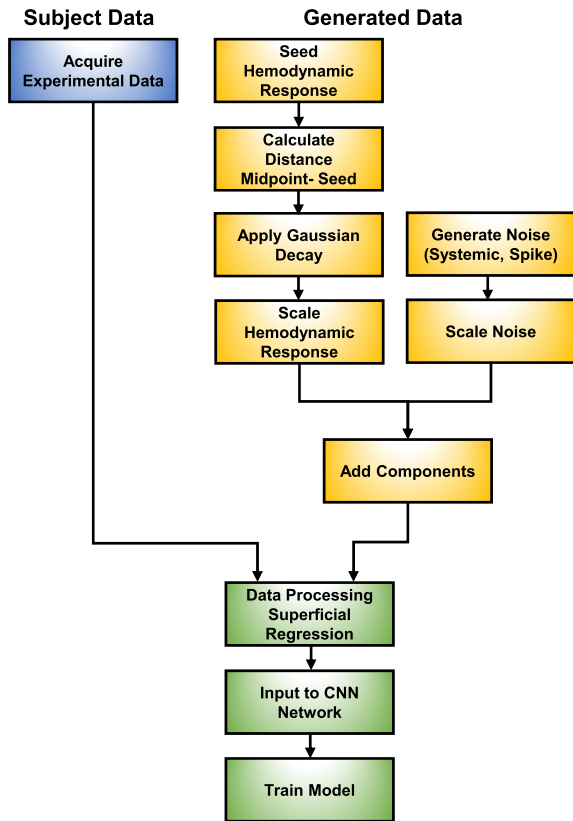 Subject Data
Generated Data
Acquire
Experimental Data
Seed
Hemodynamic
Response
Calculate
Distance
Midpoint- Seed
Apply Gaussian
Decay
Generate Noise
(Systemic, Spike)
Scale
Hemodynamic
Response
Scale Noise
Add Components
Data Processing
Superficial
Regression
Input to CNN
Network
Train Model